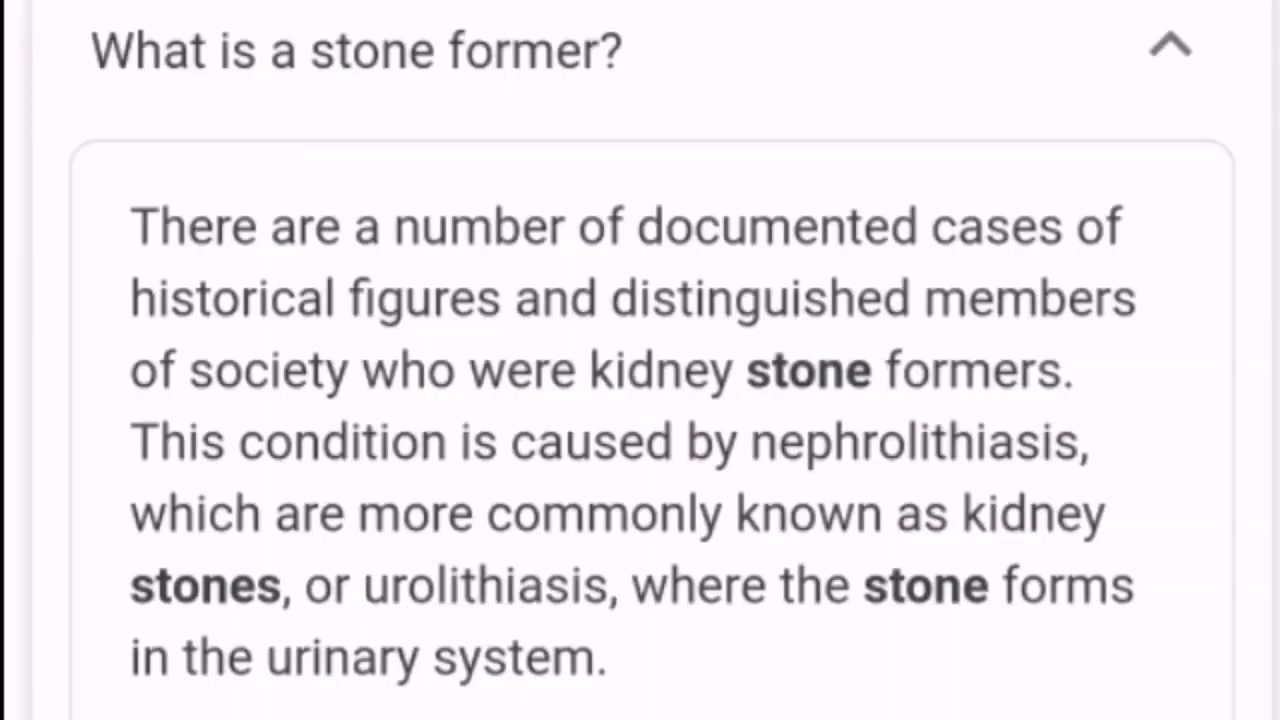 What is a stone former?
There are a number of documented cases of
historical figures and distinguished members
of society who were kidney stone formers.
This condition is caused by nephrolithiasis,
which are more commonly known as kidney
stones, or urolithiasis, where the stone forms
in the urinary system.